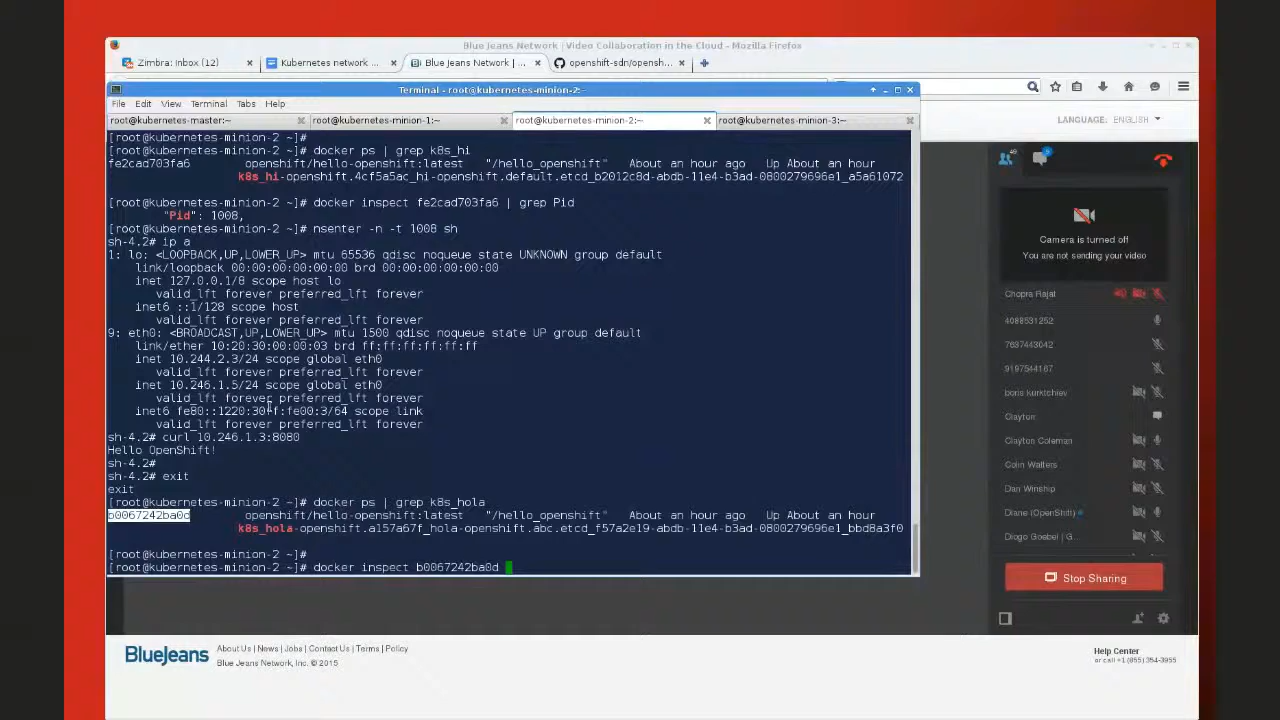 Blue Jeans Network | Video Collaboration in the Cloud - Mozilla Firefox
Zimbra: Inbox (12)
Kubernetes network ...
Blue Jeans Network | ...
openshift-sdn/opensh...
Terminal - root@kubernetes-minion-2:~
File Edit View Terminal Tabs Help
root@kubernetes-master:~
root@kubernetes-minion-1:~
root@kubernetes-minion-2:~
root@kubernetes-minion-3:~
LANGUAGE: ENGLISH
[root@kubernetes-minion-2 ~]#
[root@kubernetes-minion-2 ~]# docker ps | grep k8s_hi
fe2cad703fa6 openshift/hello-openshift:latest "/hello_openshift" About an hour ago Up About an hour
k8s_hi-openshift.4cf5a5ac_hi-openshift.default.etcd_b2012c8d-abdb-11e4-b3ad-0800279696e1_a5a61072
[root@kubernetes-minion-2 ~]# docker inspect fe2cad703fa6 | grep Pid
"Pid": 1008,
[root@kubernetes-minion-2 ~]# nsenter -n -t 1008 sh
sh-4.2# ip a
1: lo: <LOOPBACK,UP,LOWER_UP> mtu 65536 qdisc noqueue state UNKNOWN group default
link/loopback 00:00:00:00:00:00 brd 00:00:00:00:00:00
inet 127.0.0.1/8 scope host lo
valid_lft forever preferred_lft forever
inet6 ::1/128 scope host
valid_lft forever preferred_lft forever
9: eth0: <BROADCAST,UP,LOWER_UP> mtu 1500 qdisc noqueue state UP group default
link/ether 10:20:30:00:00:03 brd ff:ff:ff:ff:ff:ff
inet 10.244.2.3/24 scope global eth0
valid_lft forever preferred_lft forever
inet 10.246.1.5/24 scope global eth0
valid_lft forever preferred_lft forever
inet6 fe80::1220:30ff:fe00:3/64 scope link
valid_lft forever preferred_lft forever
sh-4.2# curl 10.246.1.3:8080
Hello OpenShift!
sh-4.2#
sh-4.2# exit
exit
[root@kubernetes-minion-2 ~]# docker ps | grep k8s_hola
b0067242ba0d openshift/hello-openshift:latest "/hello_openshift" About an hour ago Up About an hour
k8s_hola-openshift.a157a67f_hola-openshift.abc.etcd_f57a2e19-abdb-11e4-b3ad-0800279696e1_bbd8a3f0
[root@kubernetes-minion-2 ~]#
[root@kubernetes-minion-2 ~]# docker inspect b0067242ba0d
Camera is turned off
You are not sending your video
Chopra Rajat
4088531252
7637443042
9197544167
boris kurktchiev
Clayton
Clayton Coleman
Colin Walters
Dan Winship
Diane (OpenShift)
Diogo Goebel | G...
Stop Sharing
BlueJeans
About Us | News | Jobs | Contact Us | Terms | Policy
Blue Jeans Network, Inc. © 2015
Help Center
or call +1 (855) 354-3955